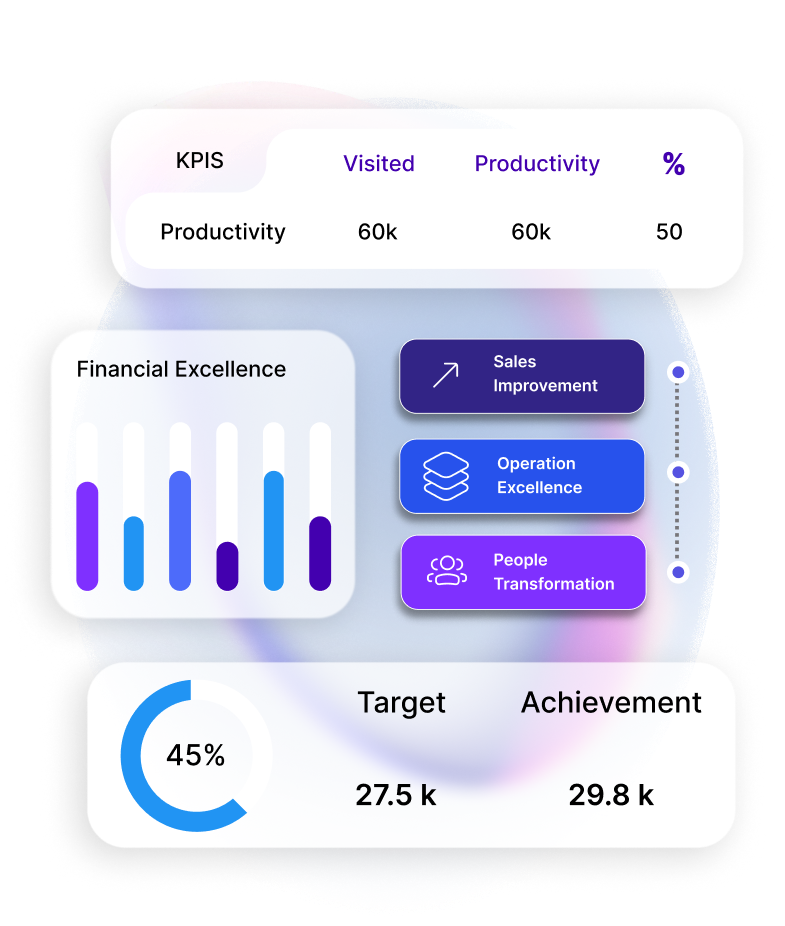 KPIS Visited Productivity %
Productivity 60k 60k 50
Financial Excellence
Sales
Improvement
Operation
Excellence
People
Transformation
45%
Target Achievement
27.5 k 29.8 k